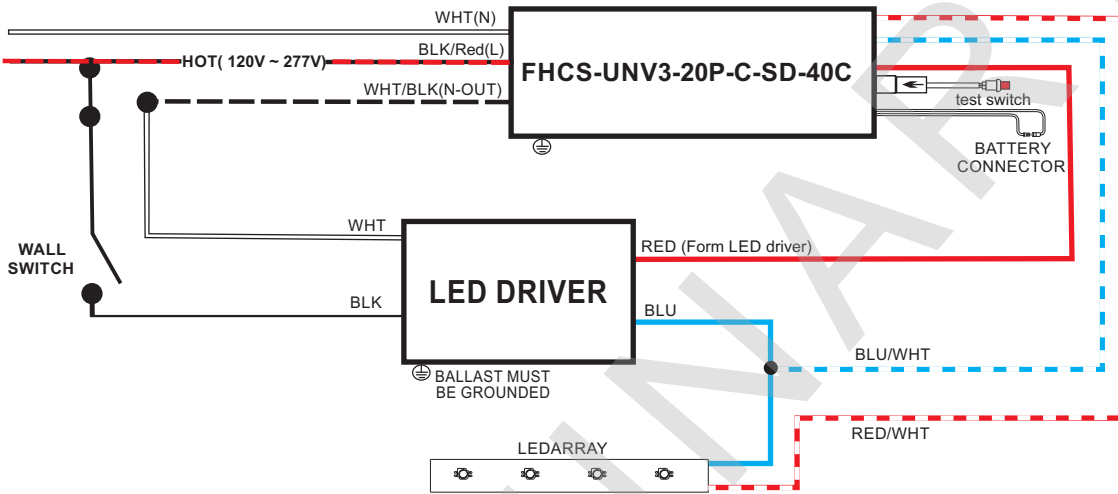 WHT(N)
BLK/Red(L)
HOT( 120V ~ 277V)
WHT/BLK(N-OUT)
FHCS-UNV3-20P-C-SD-40C
test switch
BATTERY
CONNECTOR
WHT
WALL
SWITCH
RED (Form LED driver)
LED DRIVER
BLK
BLU
BLU/WHT
BALLAST MUST
BE GROUNDED
RED/WHT
LEDARRAY
INAR